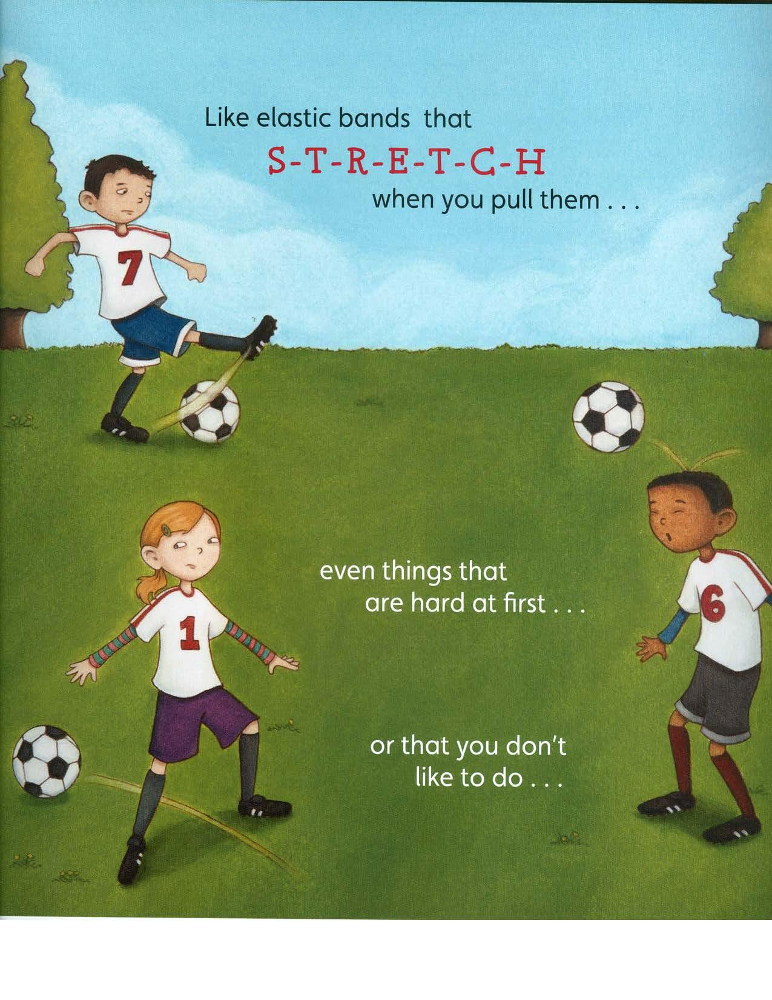 Like elastic bands that
S-T-R-E-T-C-H
when you pull them . . .
7
even things that
are hard at first . . .
1
6
or that you don't
like to do . . .